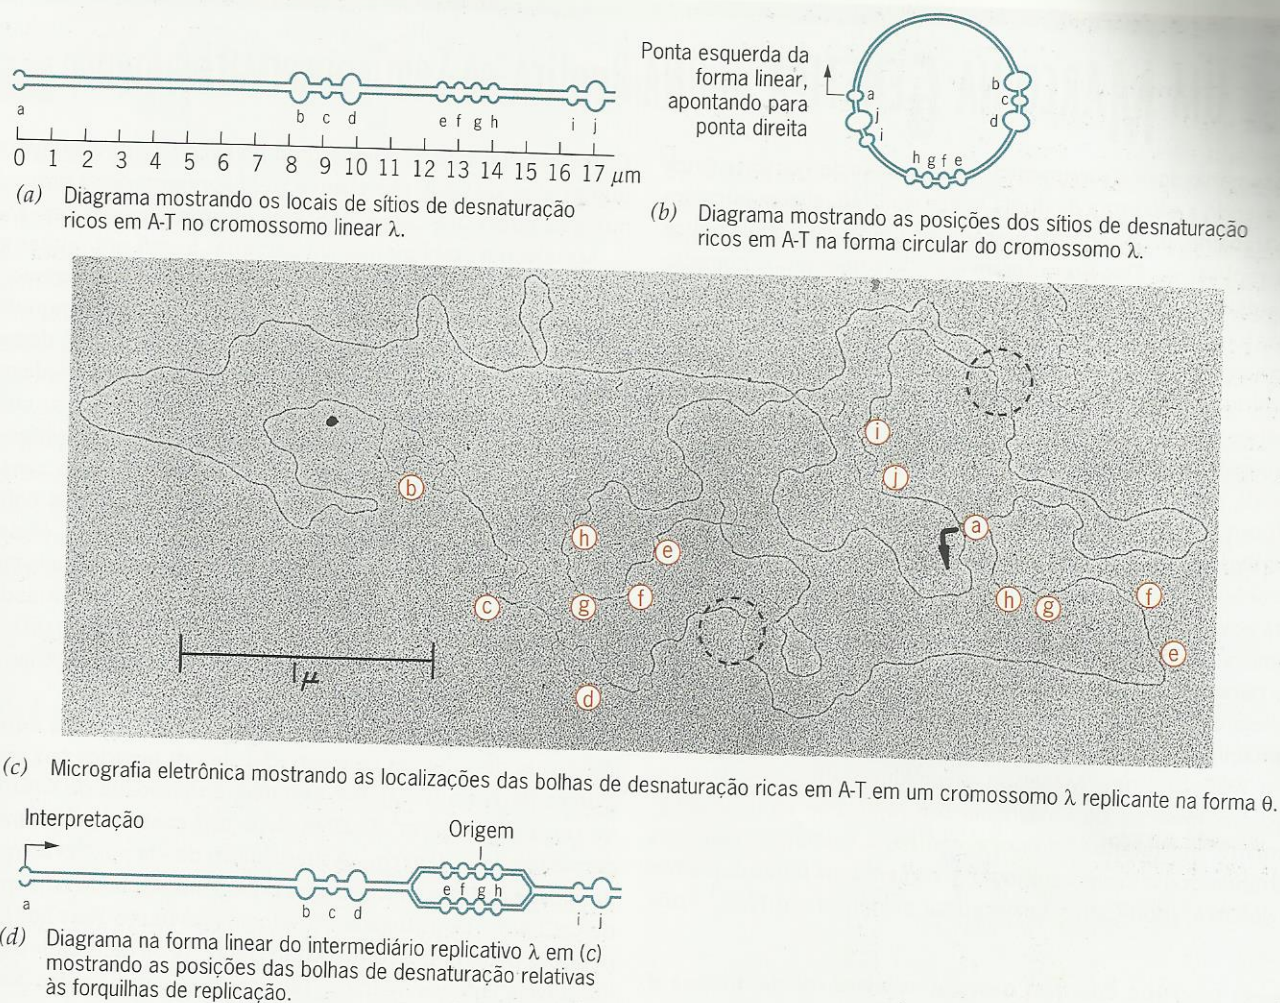 a b c d e f g h i j
0 1 2 3 4 5 6 7 8 9 10 11 12 13 14 15 16 17 μm
(a) Diagrama mostrando os locais de sítios de desnaturação
ricos em A-T no cromossomo linear λ.
Ponta esquerda da
forma linear,
apontando para
ponta direita
a
b
c
d
j
i
h g f e
(b) Diagrama mostrando as posições dos sítios de desnaturação
ricos em A-T na forma circular do cromossomo λ.
i
j
b
a
h
e
c
g
f
h
g
f
e
d
1 μ
(c) Micrografia eletrônica mostrando as localizações das bolhas de desnaturação ricas em A-T em um cromossomo λ replicante na forma θ.
Interpretação
Origem
e f g h
a b c d i j
(d) Diagrama na forma linear do intermediário replicativo λ em (c)
mostrando as posições das bolhas de desnaturação relativas
às forquilhas de replicação.